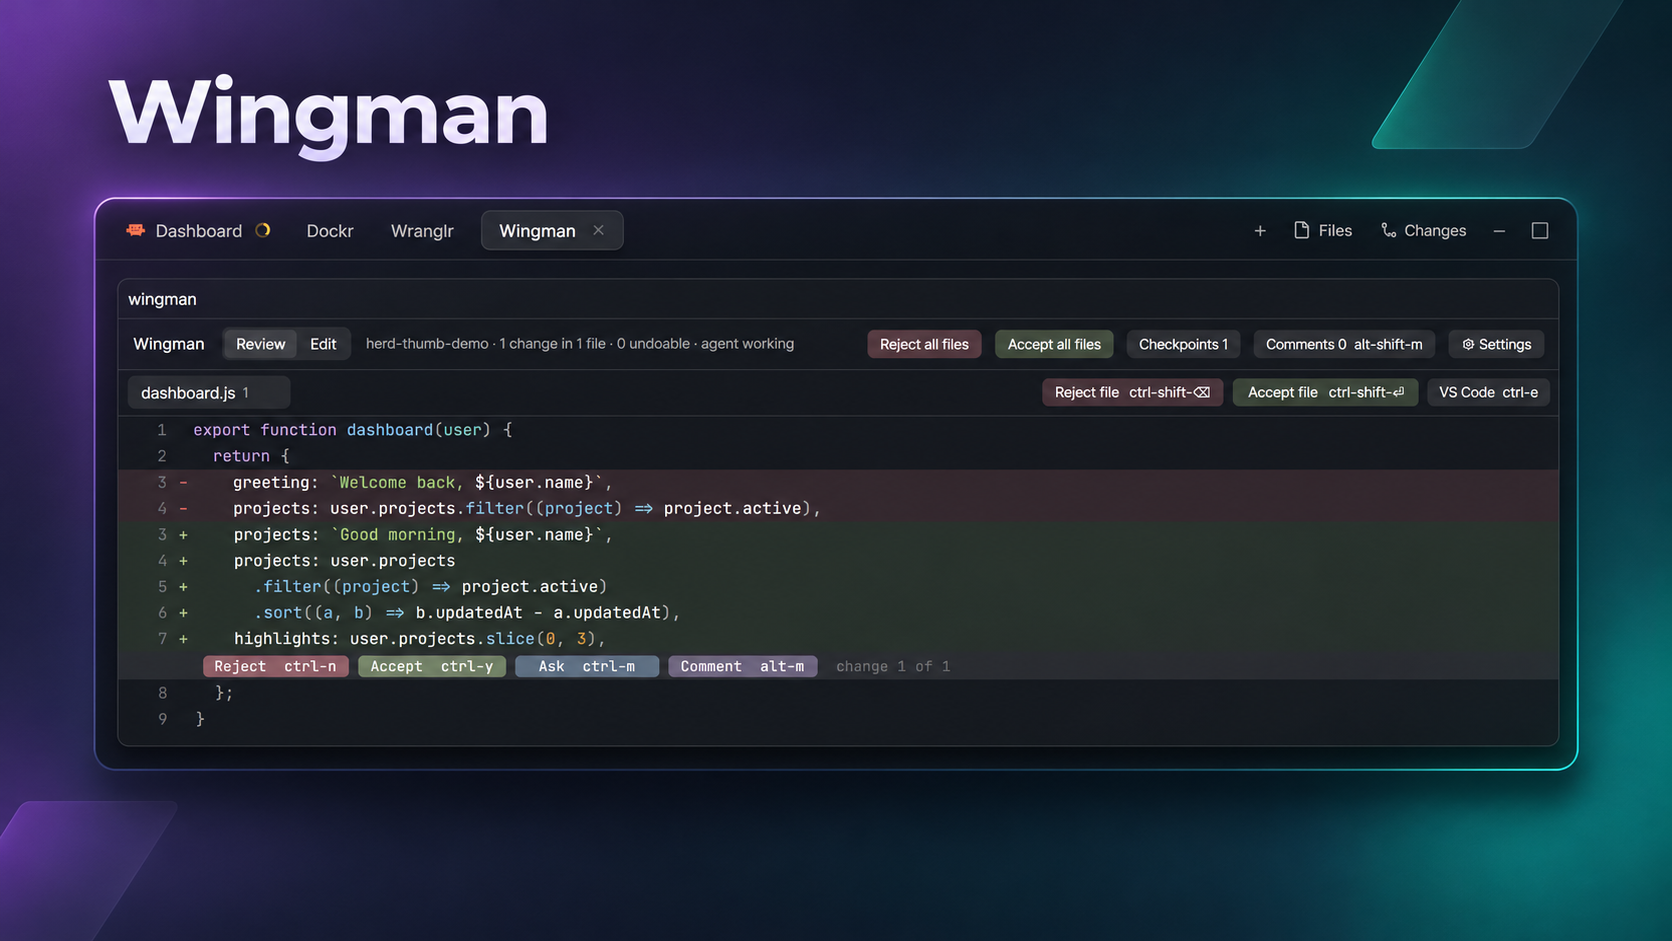 Wingman
Dashboard Dockr Wranglr Wingman × + Files Changes
wingman
Wingman Review Edit herd-thumb-demo · 1 change in 1 file · 0 undoable · agent working Reject all files Accept all files Checkpoints 1 Comments 0 alt-shift-m Settings
dashboard.js 1 Reject file ctrl-shift-⌫ Accept file ctrl-shift-⏎ VS Code ctrl-e
1 export function dashboard(user) {
2 return {
3 - greeting: `Welcome back, ${user.name}`,
4 - projects: user.projects.filter((project) => project.active),
3 + projects: `Good morning, ${user.name}`,
4 + projects: user.projects
5 + .filter((project) => project.active)
6 + .sort((a, b) => b.updatedAt - a.updatedAt),
7 + highlights: user.projects.slice(0, 3),
Reject ctrl-n Accept ctrl-y Ask ctrl-m Comment alt-m change 1 of 1
8 };
9 }